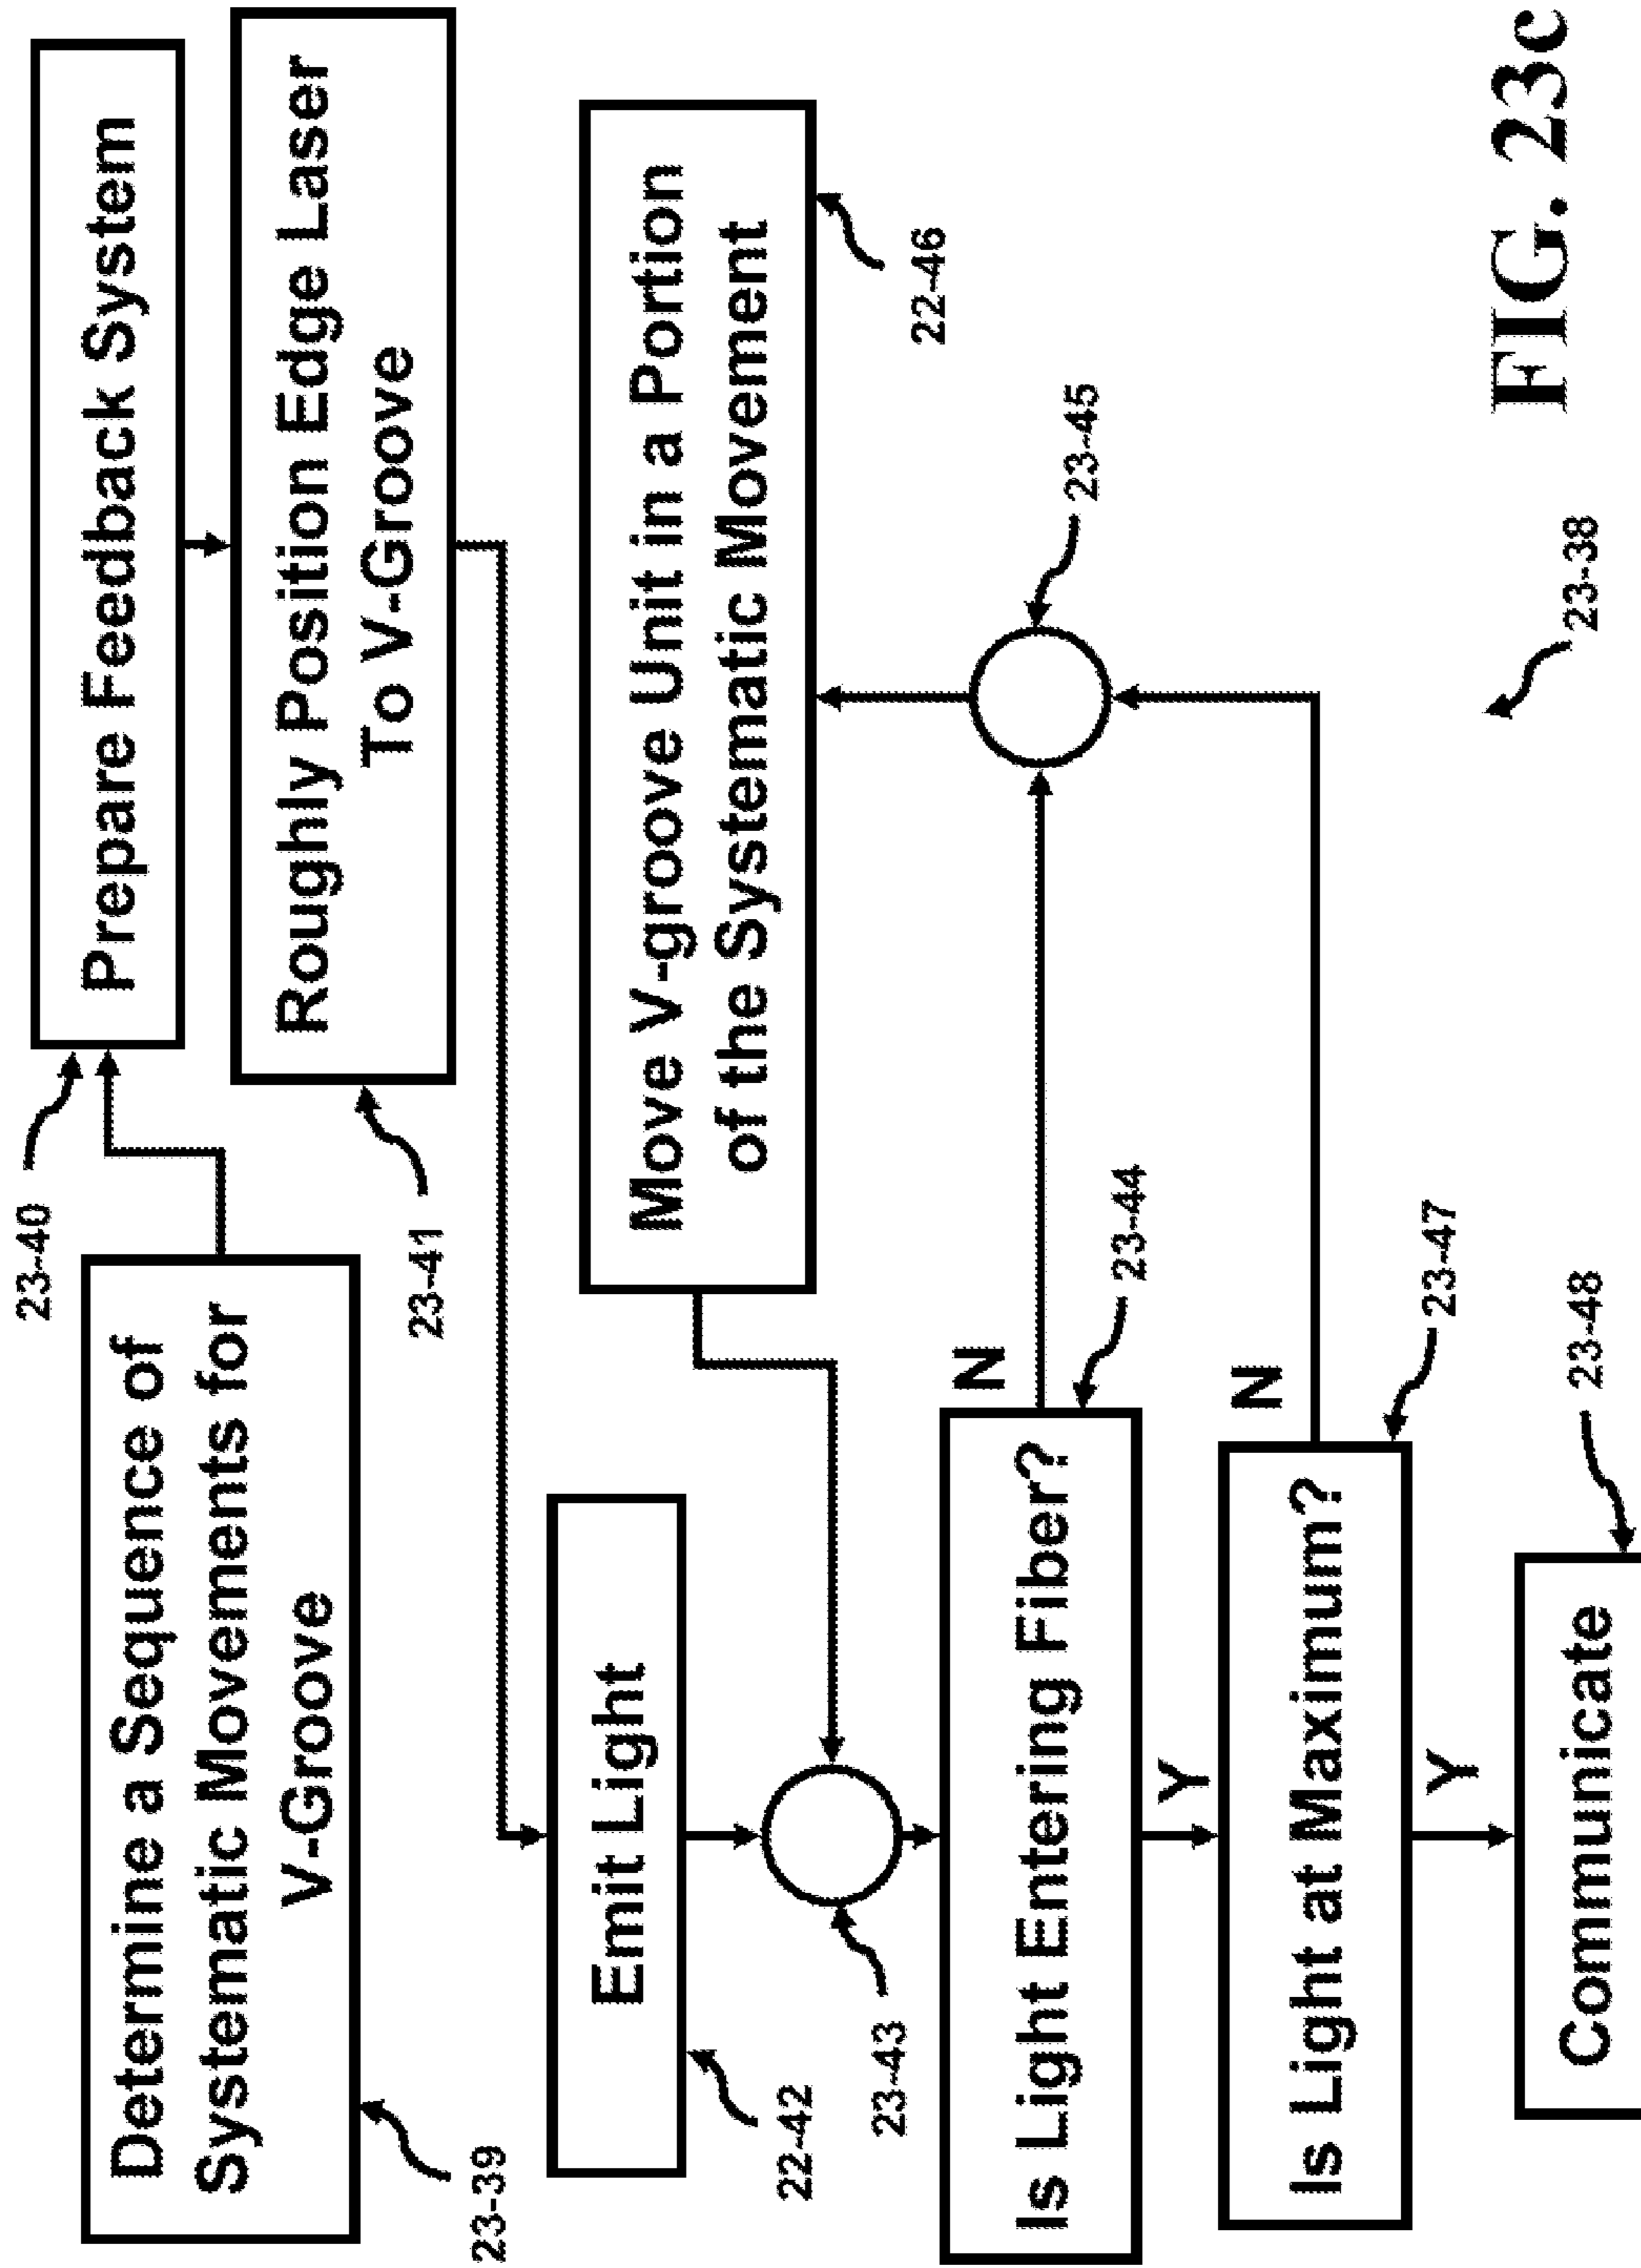 23-40
Prepare Feedback System
Determine a Sequence of
Systematic Movements for
V-Groove
23-39
Roughly Position Edge Laser
To V-Groove
23-41
Emit Light
22-42
Move V-groove Unit in a Portion
of the Systematic Movement
22-46
23-43
23-45
N
Is Light Entering Fiber?
23-44
Y
N
Is Light at Maximum?
23-47
Y
Communicate
23-48
23-38
FIG. 23c